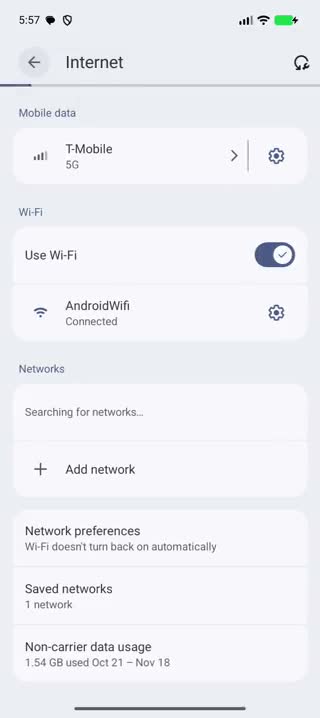 5:57
Internet
Mobile data
T-Mobile
5G
Wi-Fi
Use Wi-Fi
AndroidWifi
Connected
Networks
Searching for networks…
Add network
Network preferences
Wi-Fi doesn't turn back on automatically
Saved networks
1 network
Non-carrier data usage
1.54 GB used Oct 21 – Nov 18